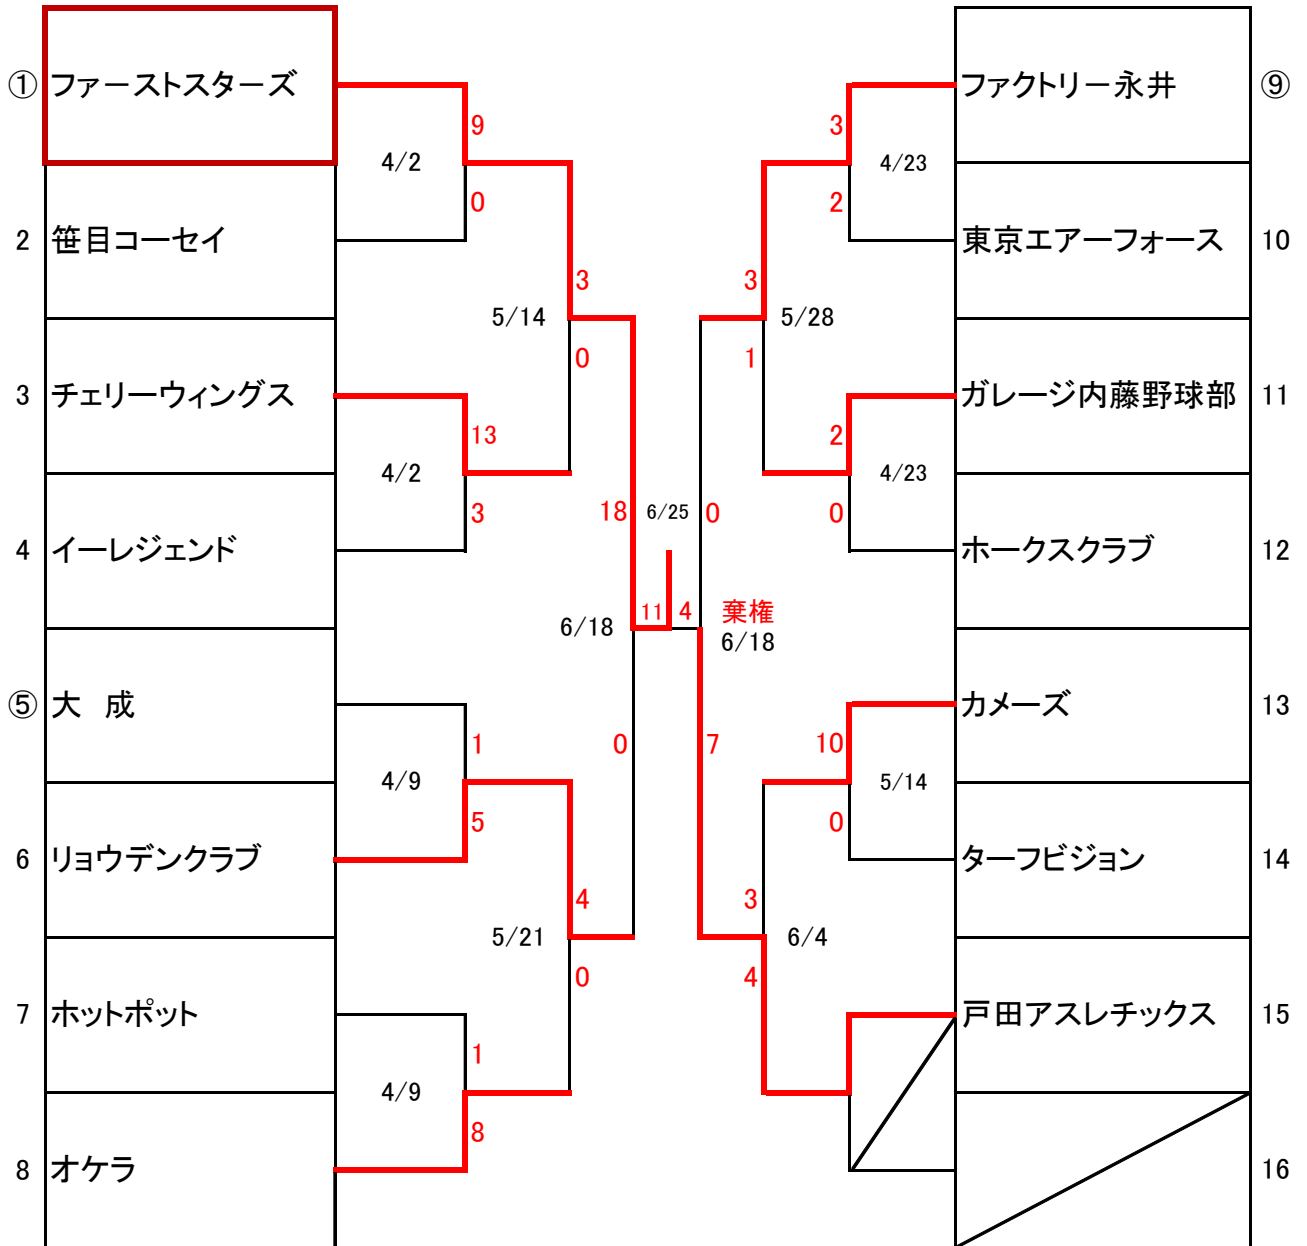 ① ファーストスターズ
9
4/2
0
2 笹目コーセイ
3
5/14
0
3 チェリーウィングス
13
4/2
3
4 イーレジェンド
18
6/18
0
⑤ 大 成
1
4/9
5
6 リョウデンクラブ
4
5/21
0
7 ホットポット
1
4/9
8
8 オケラ
6/25
11 4
ファクトリー永井 ⑨
3
4/23
2
東京エアーフォース 10
3
5/28
1
ガレージ内藤野球部 11
2
4/23
0
ホークスクラブ 12
0
棄権
6/18
7
カメーズ 13
10
5/14
0
ターフビジョン 14
3
6/4
4
戸田アスレチックス 15
16